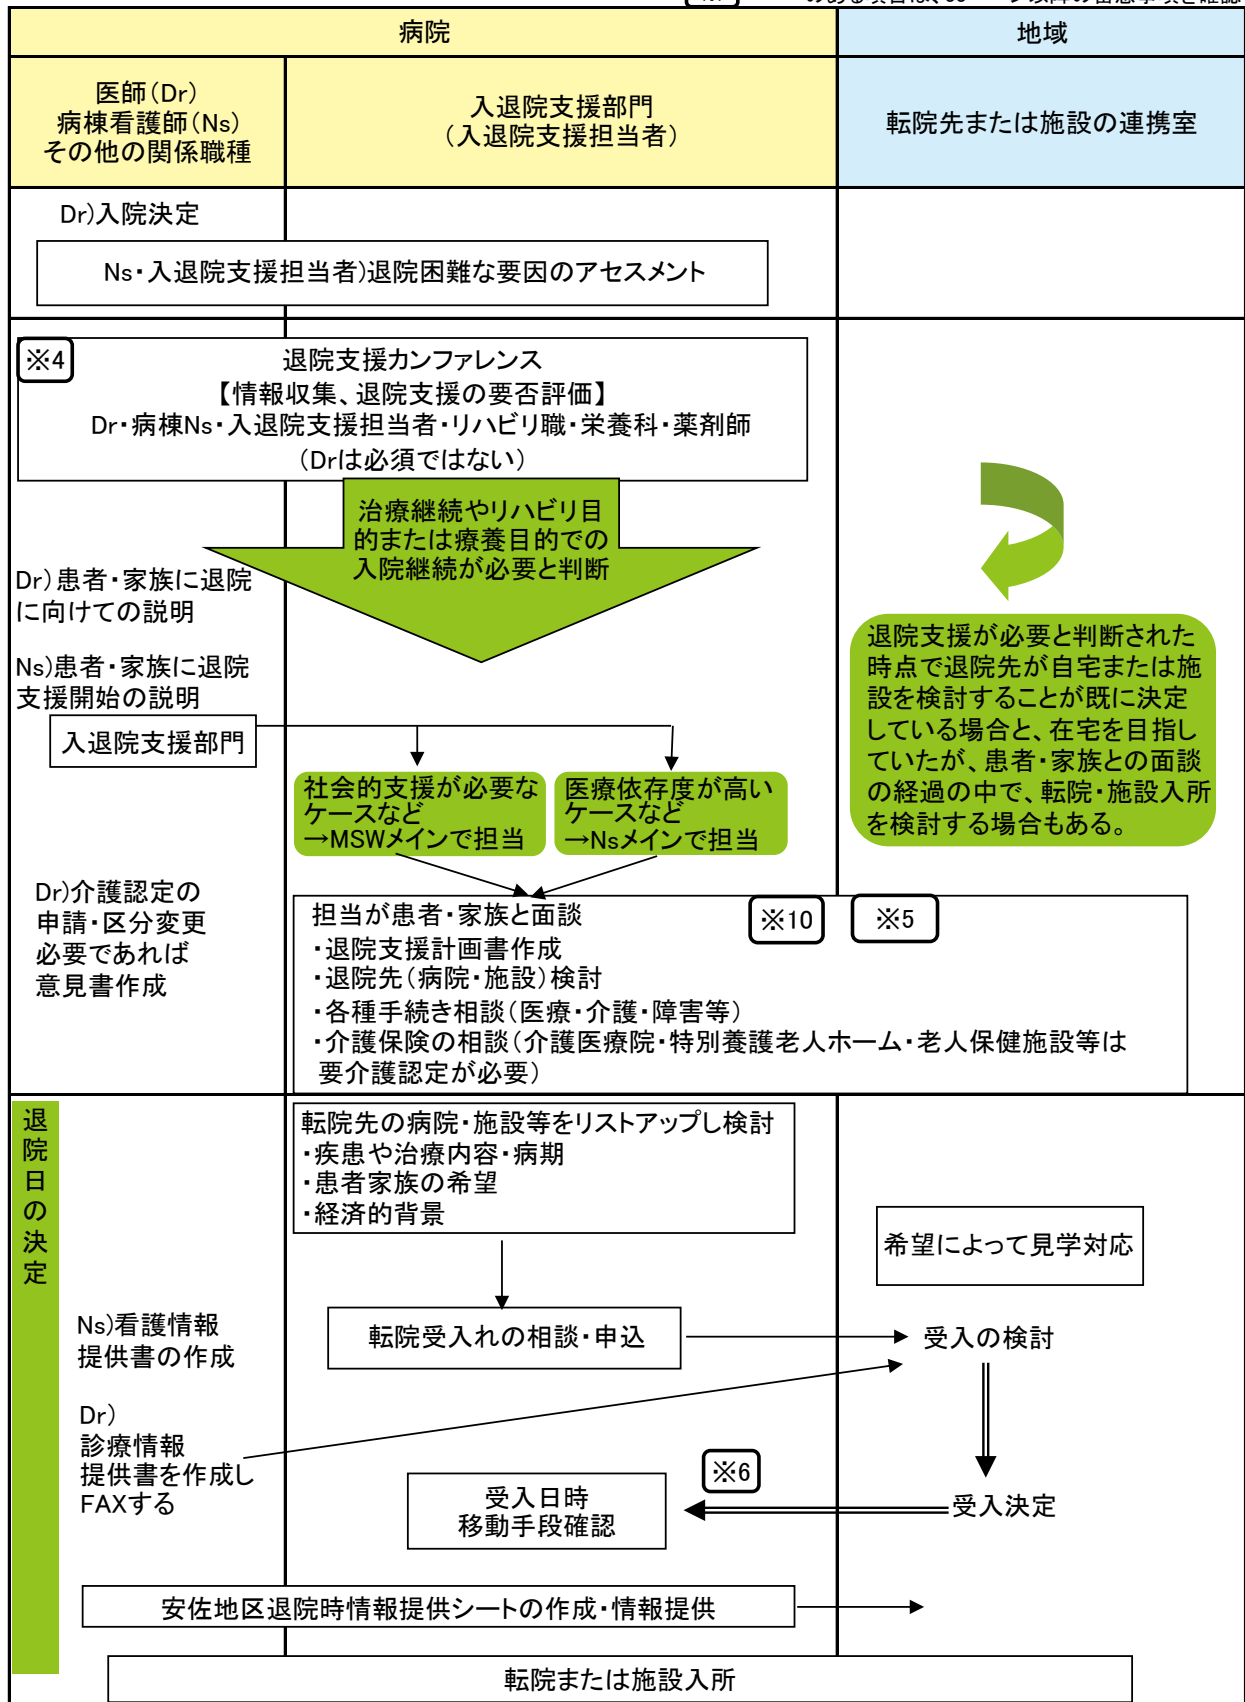 病院
地域
医師(Dr)
病棟看護師(Ns)
その他の関係職種
入退院支援部門
(入退院支援担当者)
転院先または施設の連携室
Dr)入院決定
Ns・入退院支援担当者)退院困難な要因のアセスメント
※4
退院支援カンファレンス
【情報収集、退院支援の要否評価】
Dr・病棟Ns・入退院支援担当者・リハビリ職・栄養科・薬剤師
(Drは必須ではない)
治療継続やリハビリ目
的または療養目的での
入院継続が必要と判断
Dr)患者・家族に退院
に向けての説明
Ns)患者・家族に退院
支援開始の説明
入退院支援部門
退院支援が必要と判断された
時点で退院先が自宅または施
設を検討することが既に決定
している場合と、在宅を目指し
ていたが、患者・家族との面談
の経過の中で、転院・施設入所
を検討する場合もある。
社会的支援が必要な
ケースなど
→MSWメインで担当
医療依存度が高い
ケースなど
→Nsメインで担当
Dr)介護認定の
申請・区分変更
必要であれば
意見書作成
担当が患者・家族と面談
※10
※5
・退院支援計画書作成
・退院先(病院・施設)検討
・各種手続き相談(医療・介護・障害等)
・介護保険の相談(介護医療院・特別養護老人ホーム・老人保健施設等は
要介護認定が必要)
退院日の決定
転院先の病院・施設等をリストアップし検討
・疾患や治療内容・病期
・患者家族の希望
・経済的背景
希望によって見学対応
Ns)看護情報
提供書の作成
転院受入れの相談・申込
受入の検討
Dr)
診療情報
提供書を作成し
FAXする
※6
受入日時
移動手段確認
受入決定
安佐地区退院時情報提供シートの作成・情報提供
転院または施設入所